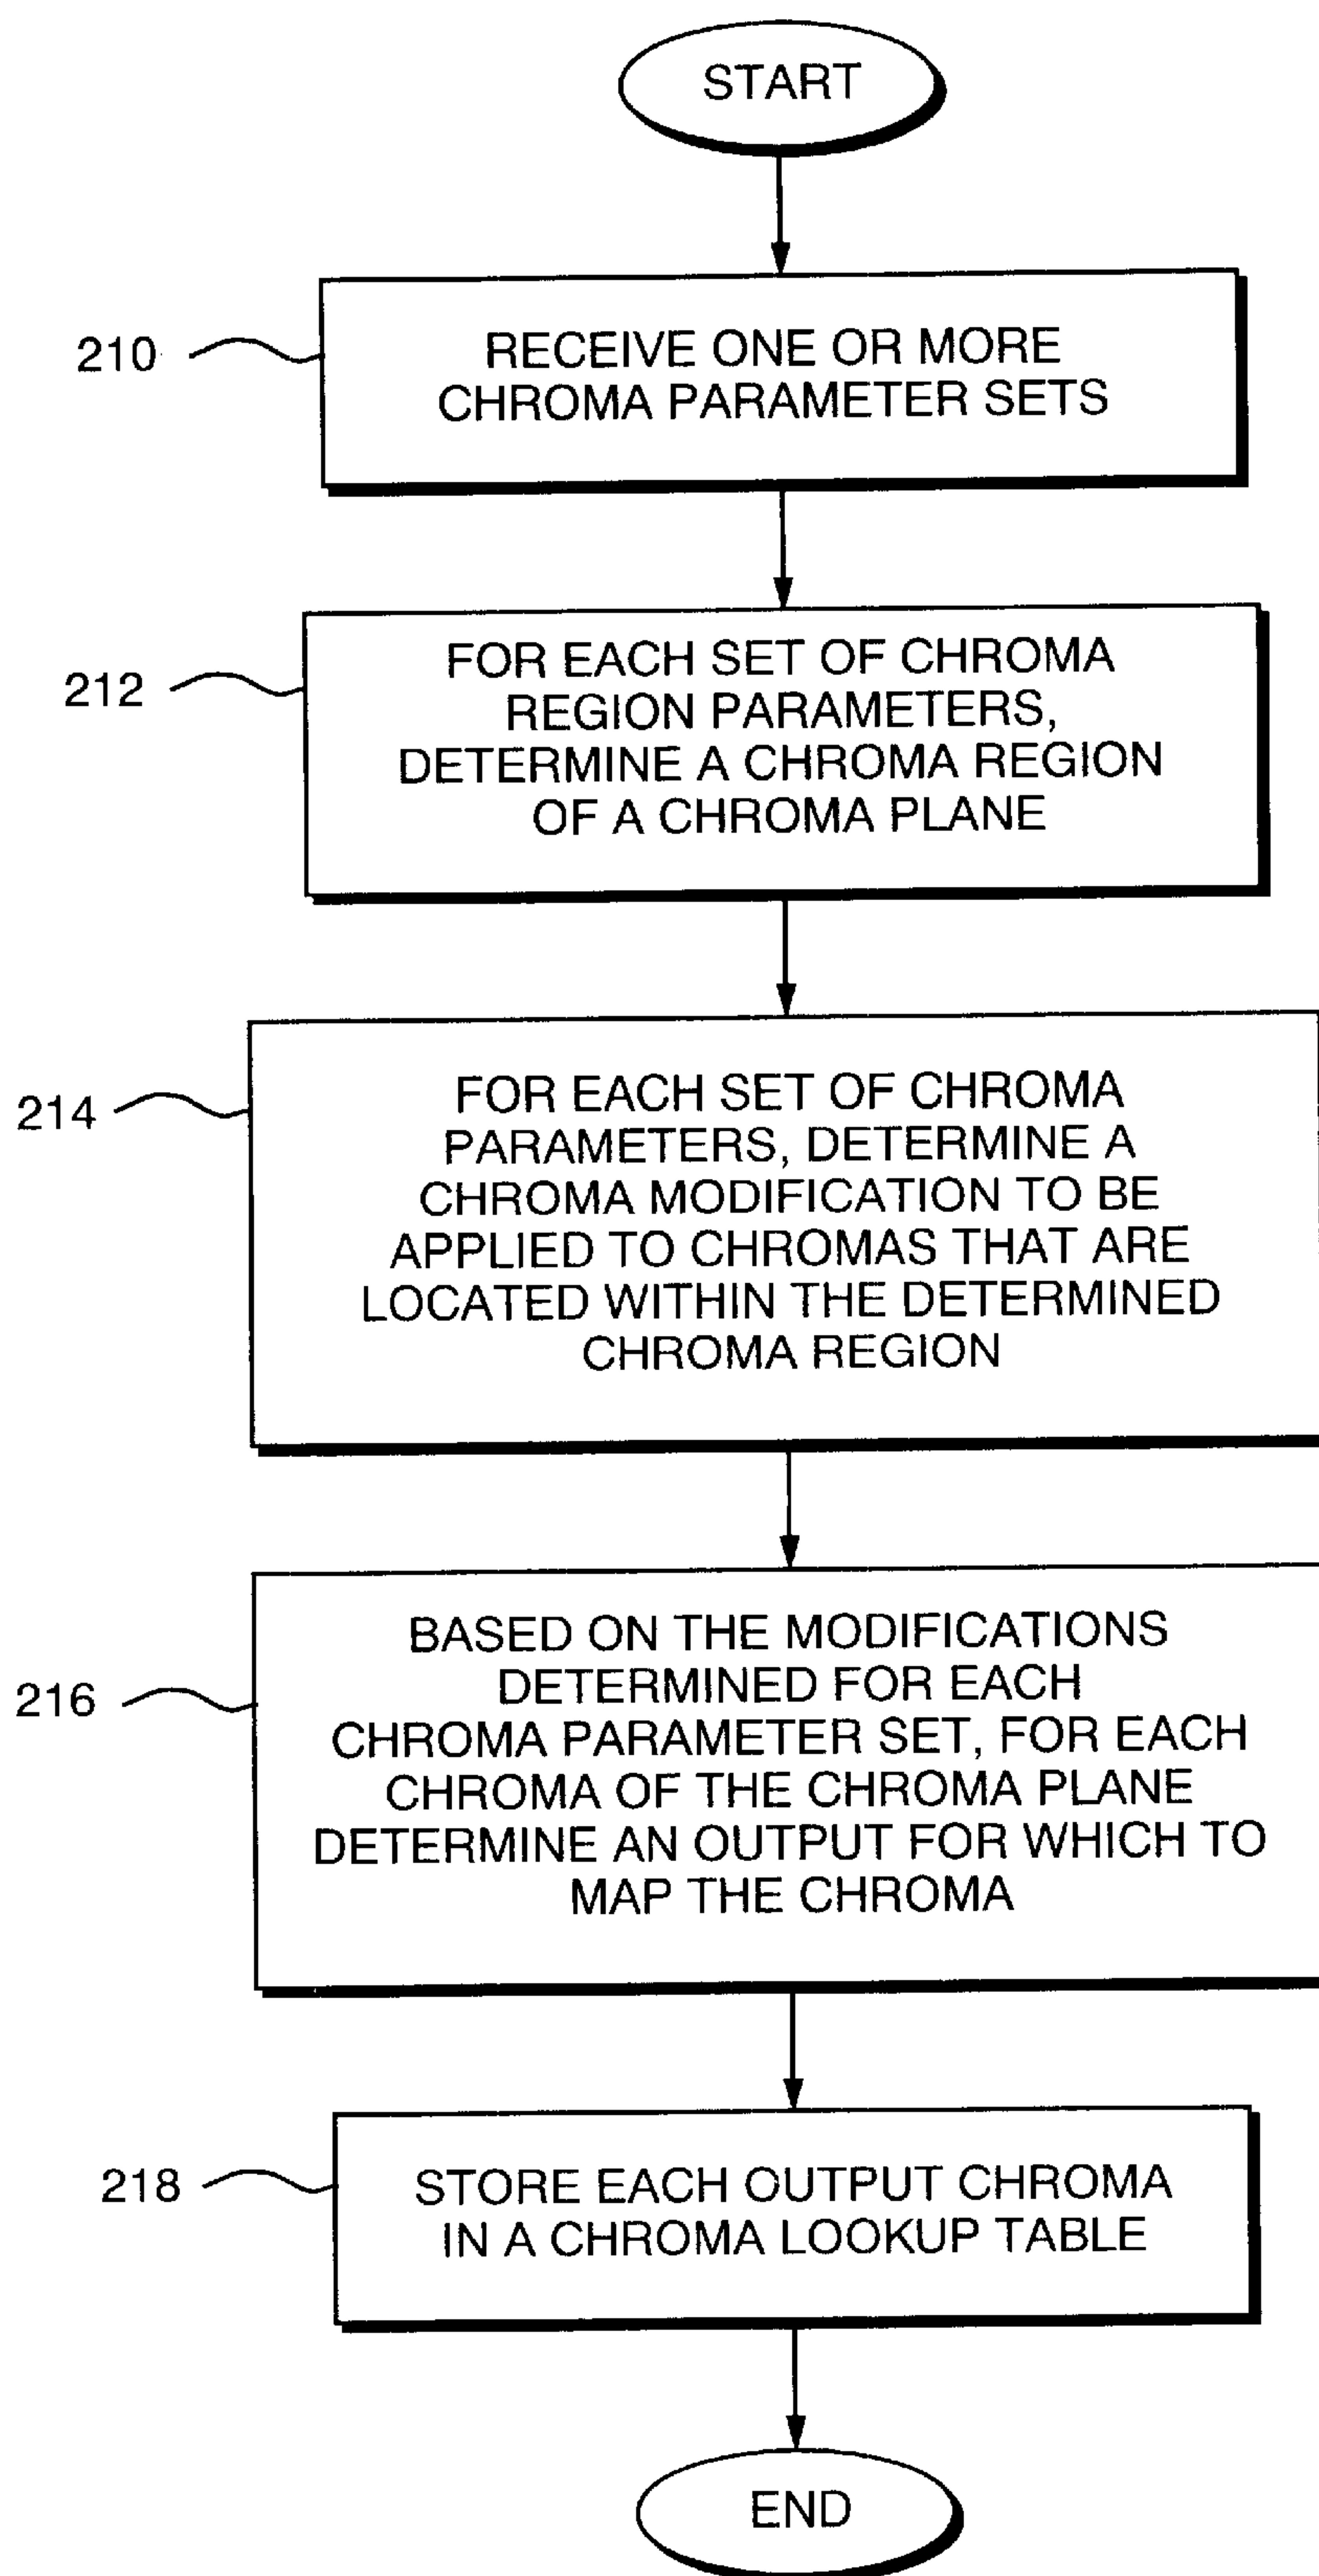 START
210
RECEIVE ONE OR MORE
CHROMA PARAMETER SETS
212
FOR EACH SET OF CHROMA
REGION PARAMETERS,
DETERMINE A CHROMA REGION
OF A CHROMA PLANE
214
FOR EACH SET OF CHROMA
PARAMETERS, DETERMINE A
CHROMA MODIFICATION TO BE
APPLIED TO CHROMAS THAT ARE
LOCATED WITHIN THE DETERMINED
CHROMA REGION
216
BASED ON THE MODIFICATIONS
DETERMINED FOR EACH
CHROMA PARAMETER SET, FOR EACH
CHROMA OF THE CHROMA PLANE
DETERMINE AN OUTPUT FOR WHICH TO
MAP THE CHROMA
218
STORE EACH OUTPUT CHROMA
IN A CHROMA LOOKUP TABLE
END